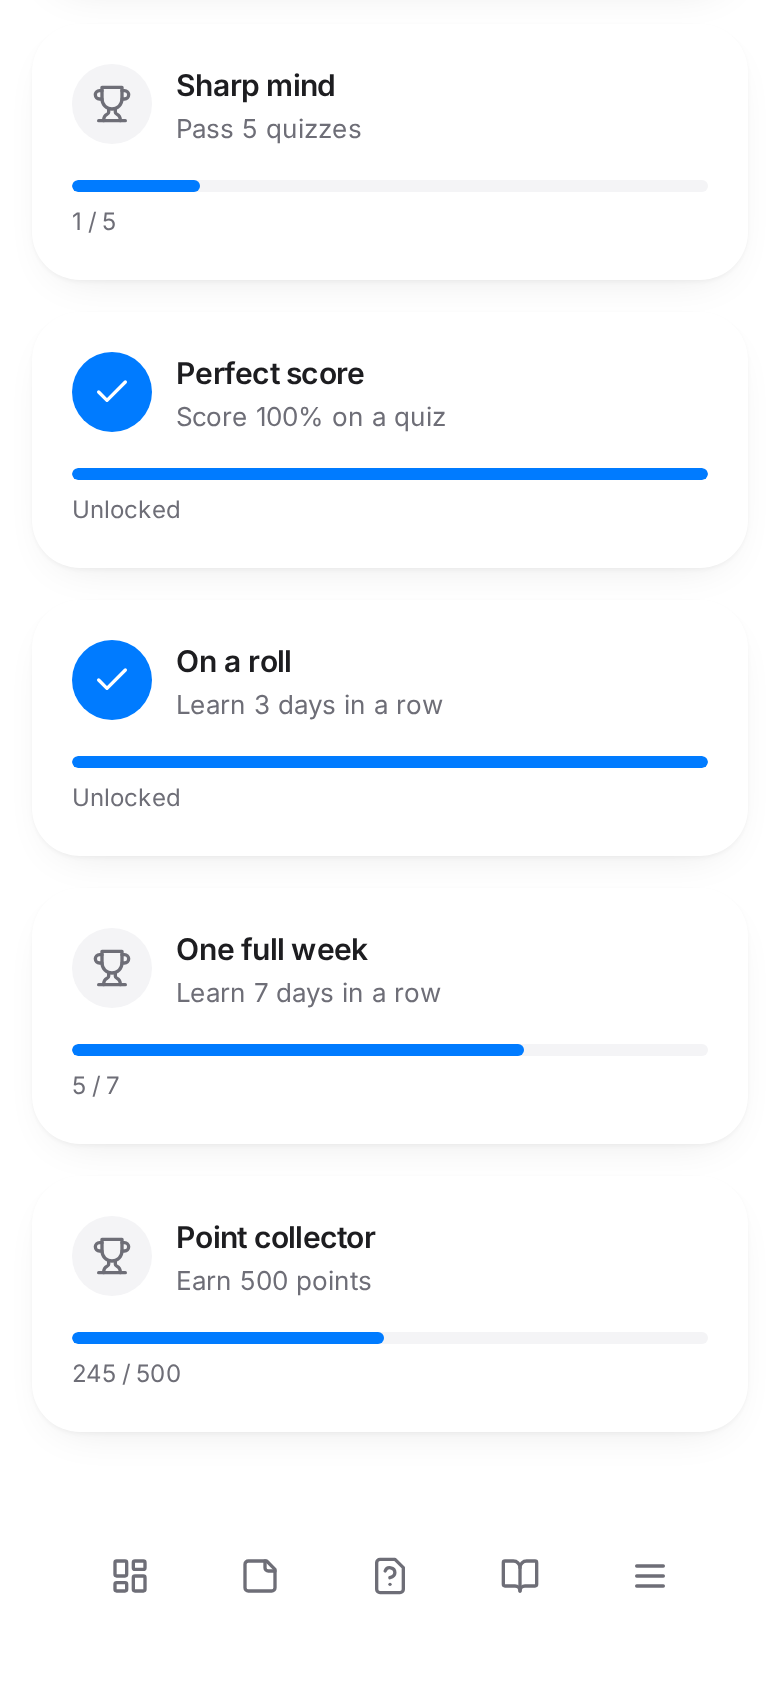 Sharp mind
Pass 5 quizzes
1 / 5
Perfect score
Score 100% on a quiz
Unlocked
On a roll
Learn 3 days in a row
Unlocked
One full week
Learn 7 days in a row
5 / 7
Point collector
Earn 500 points
245 / 500